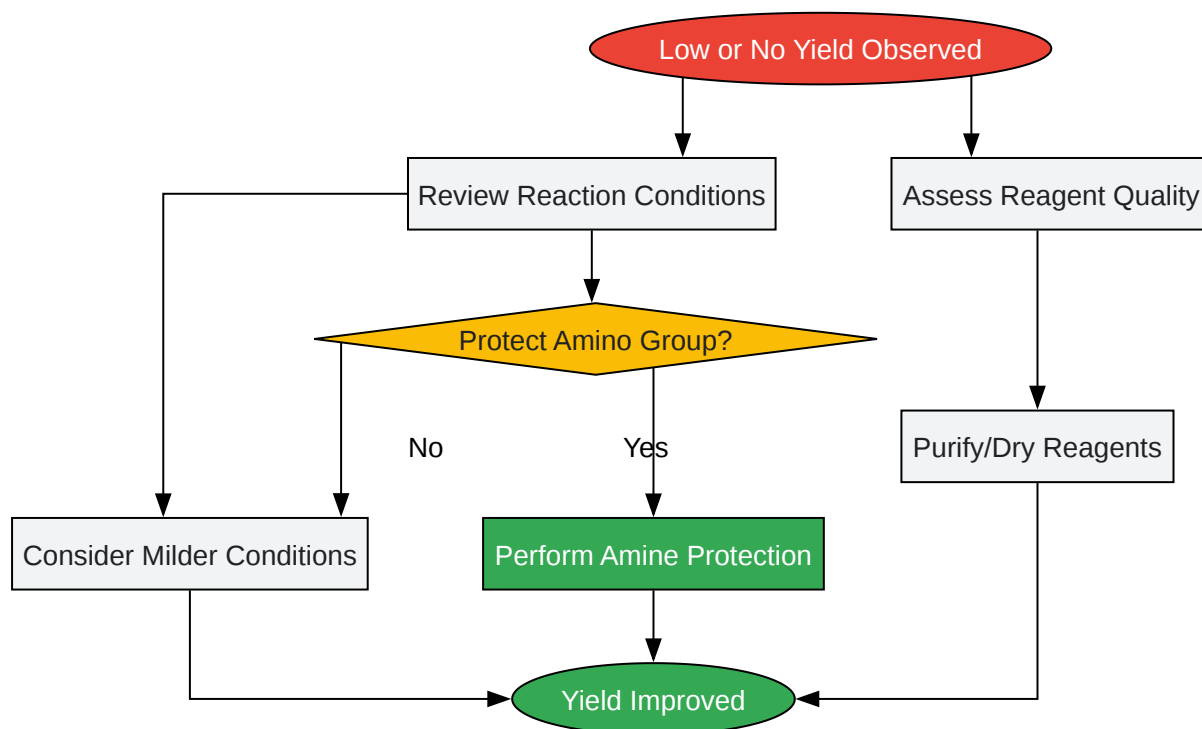 Low or No Yield Observed
Review Reaction Conditions
Assess Reagent Quality
Protect Amino Group?
No
Yes
Purify/Dry Reagents
Consider Milder Conditions
Perform Amine Protection
Yield Improved